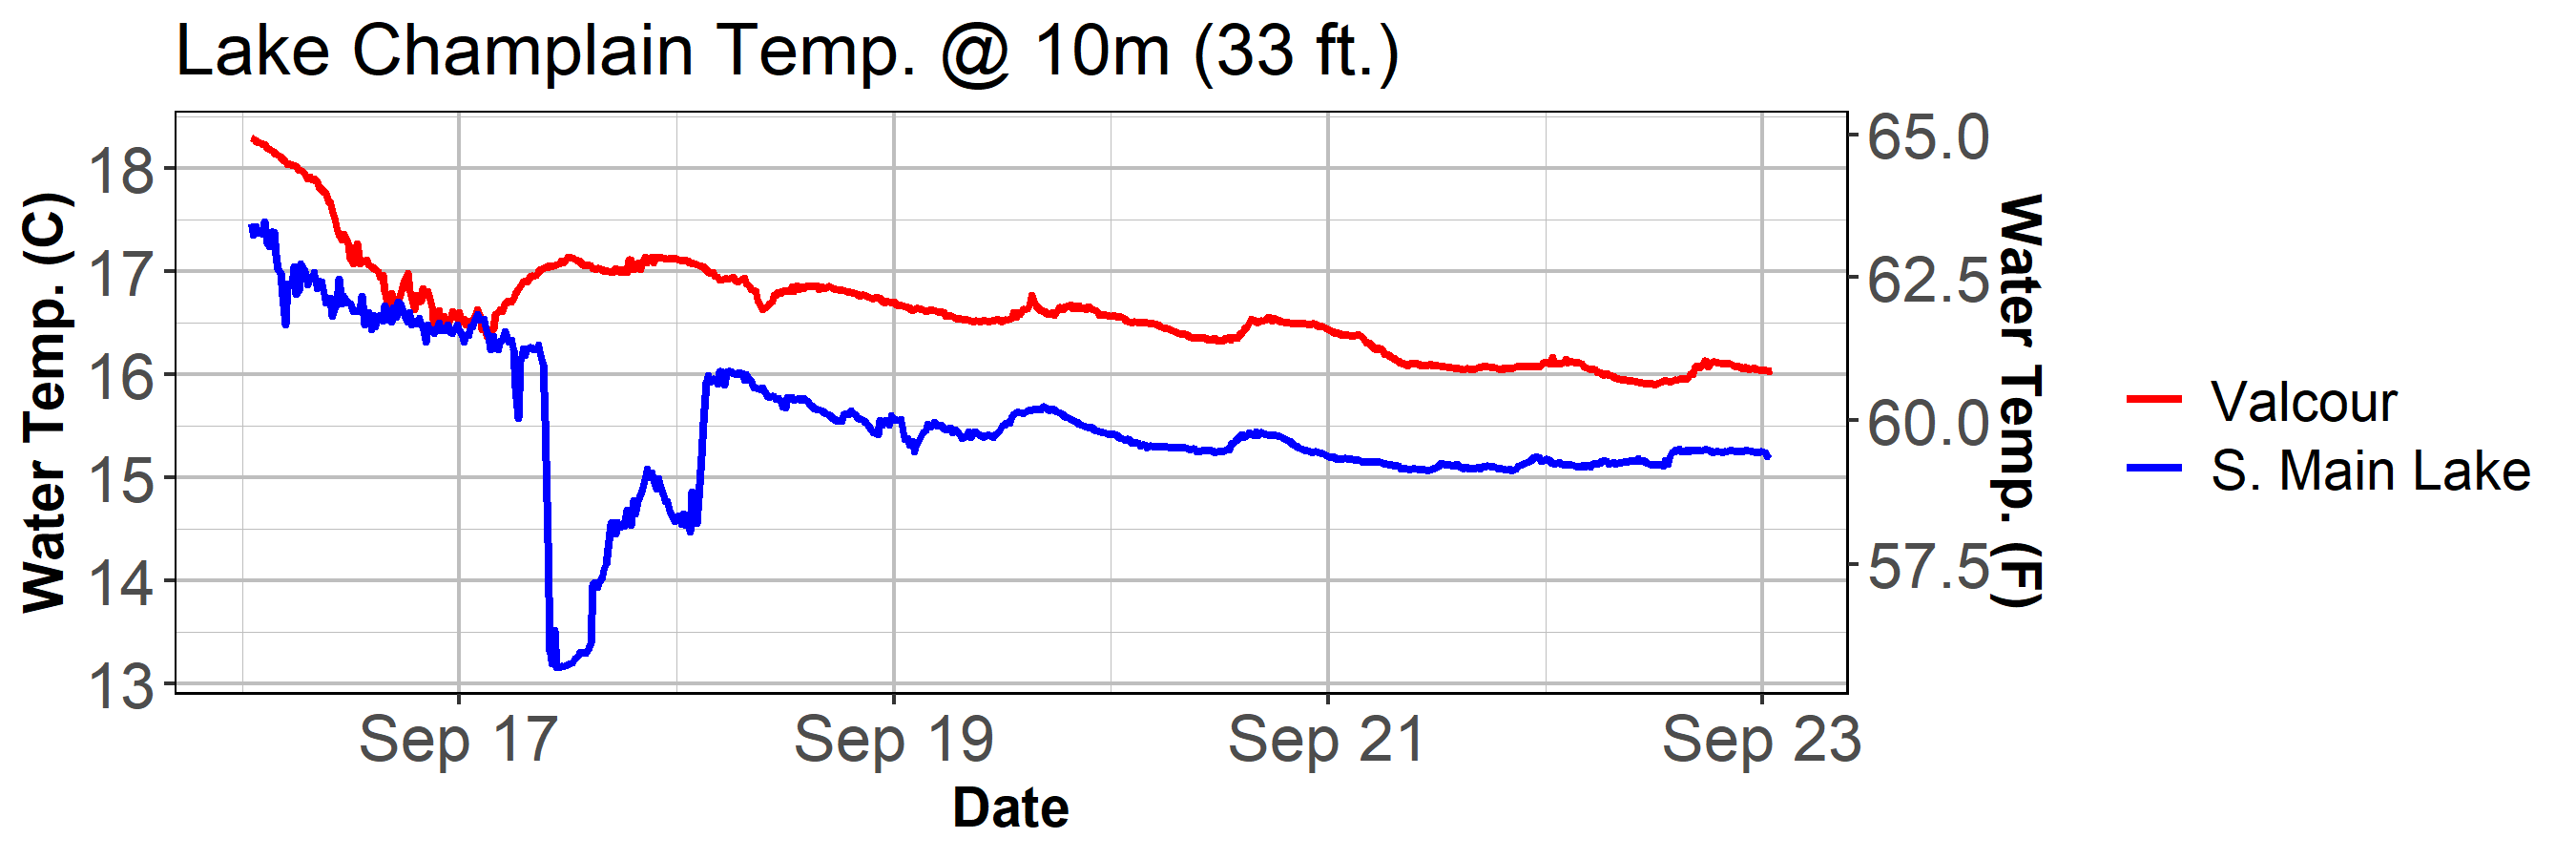 Lake Champlain Temp. @ 10m (33 ft.)
Water Temp. (C)
18
17
16
15
14
13
65.0
62.5
60.0
57.5
Water Temp. (F)
Sep 17
Sep 19
Sep 21
Sep 23
Date
Valcour
S. Main Lake